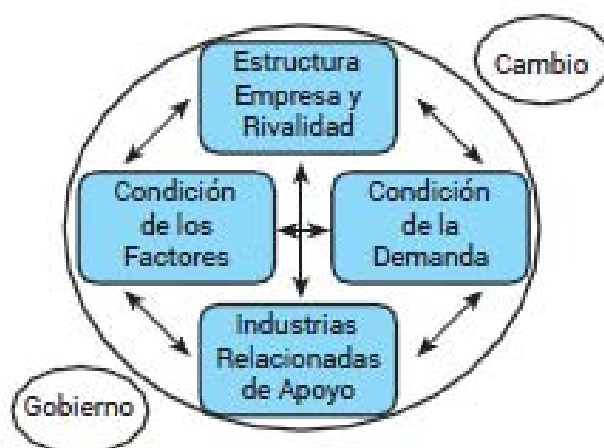 Estructura
Empresa y
Rivalidad
Cambio
Condición
de los
Factores
Condición
de la
Demanda
Industrias
Relacionadas
de Apoyo
Gobierno